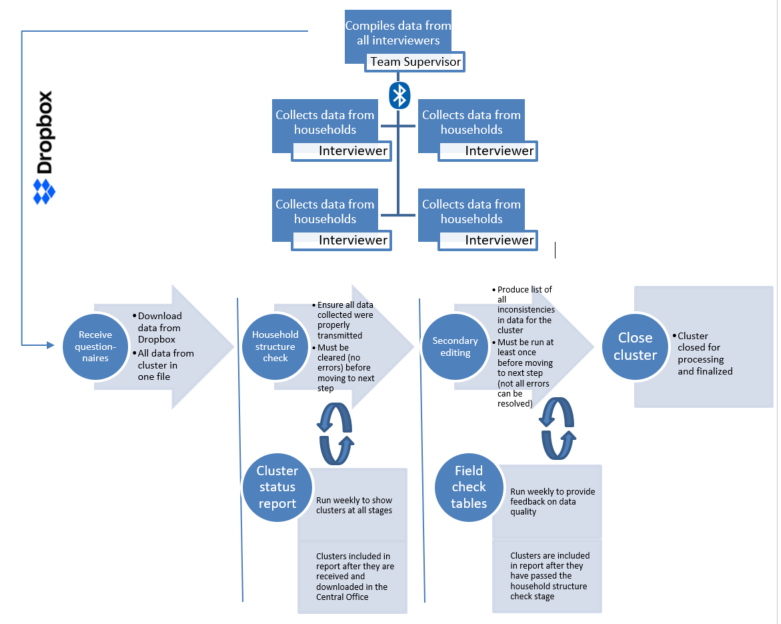 Compiles data from
all interviewers
Team Supervisor
Dropbox
Collects data from
households
Interviewer
Collects data from
households
Interviewer
Collects data from
households
Interviewer
Collects data from
households
Interviewer
Receive
question-
naires
• Download
data from
Dropbox
• All data from
cluster in
one file
Household
structure
check
• Ensure all data
collected were
properly
transmitted
• Must be
cleared (no
errors) before
moving to next
step
Secondary
editing
• Produce list of
all
inconsistencies
in data for the
cluster
• Must be run at
least once
before moving
to next step
(not all errors
can be
resolved)
Close
cluster
• Cluster
closed for
processing
and finalized
Cluster
status
report
Run weekly to show
clusters at all stages
Clusters included in
report after they are
received and
downloaded in the
Central Office
Field
check
tables
Run weekly to provide
feedback on data
quality
Clusters are included
in report after they
have passed the
household structure
check stage